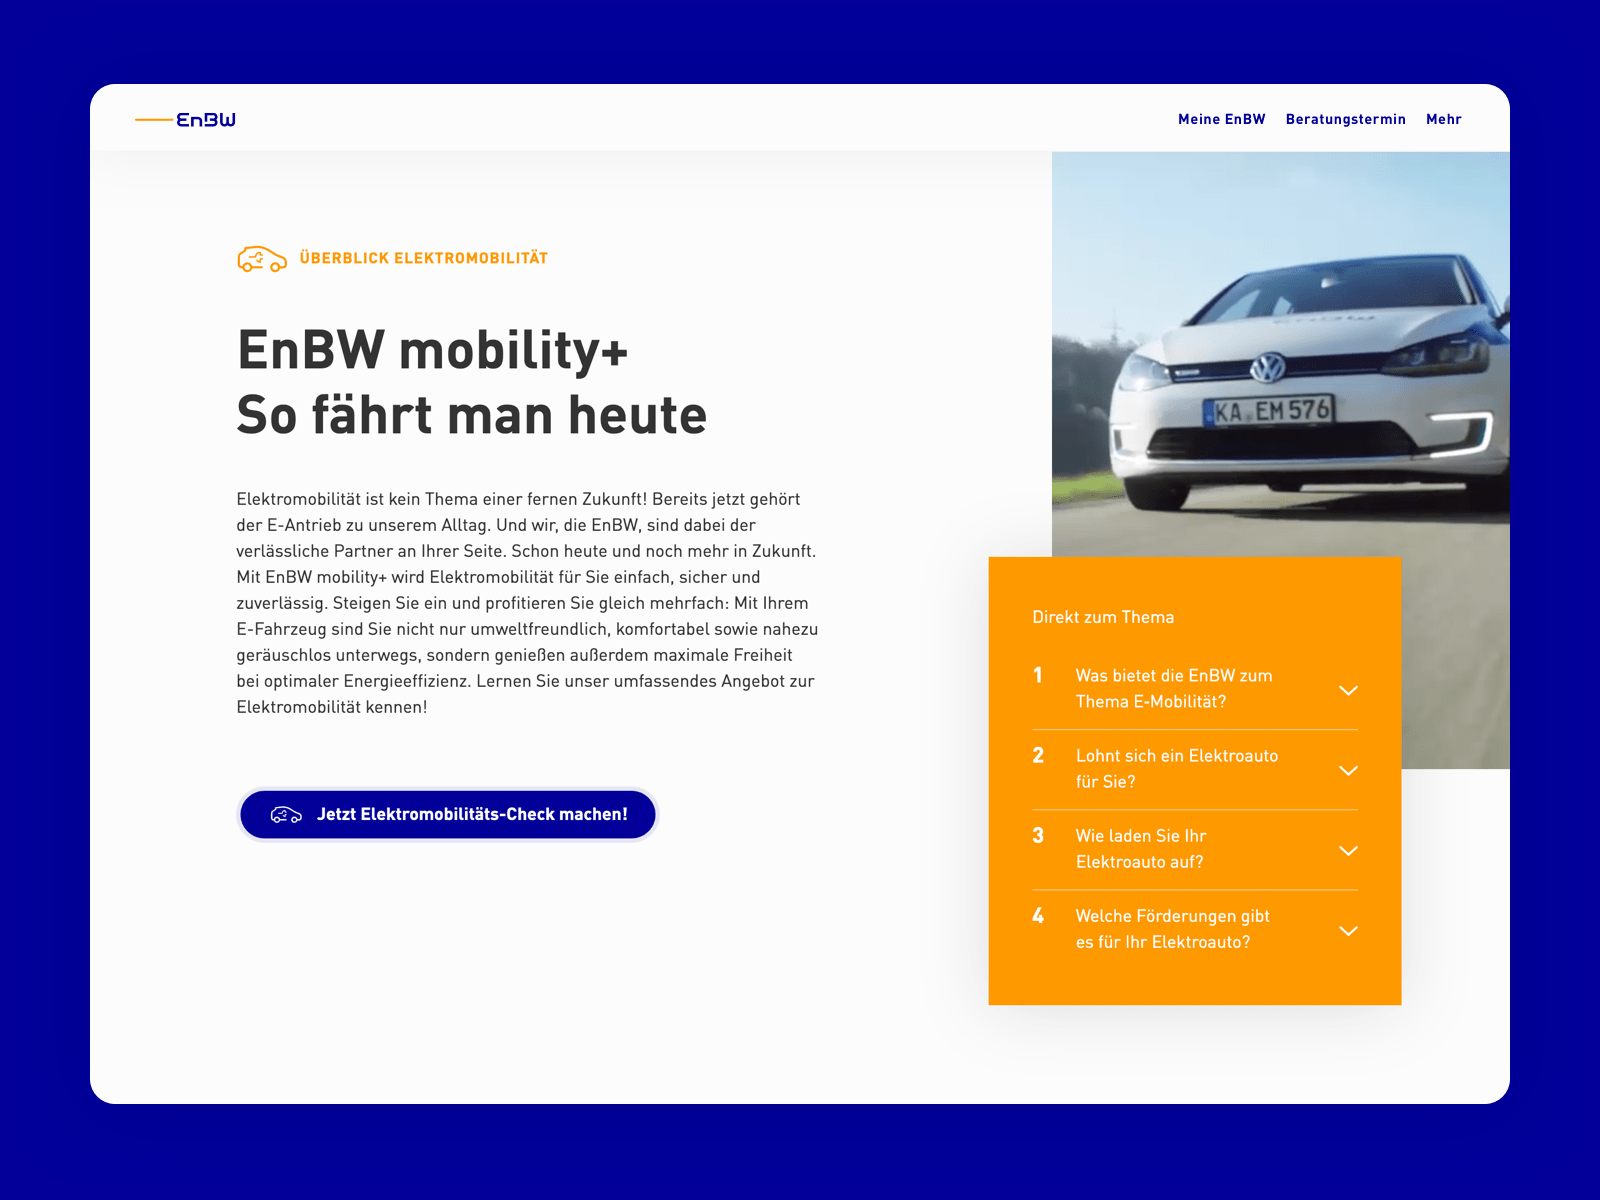 EnBW
Meine EnBW Beratungstermin Mehr
ÜBERBLICK ELEKTROMOBILITÄT
EnBW mobility+
So fährt man heute
Elektromobilität ist kein Thema einer fernen Zukunft! Bereits jetzt gehört
der E-Antrieb zu unserem Alltag. Und wir, die EnBW, sind dabei der
verlässliche Partner an Ihrer Seite. Schon heute und noch mehr in Zukunft.
Mit EnBW mobility+ wird Elektromobilität für Sie einfach, sicher und
zuverlässig. Steigen Sie ein und profitieren Sie gleich mehrfach: Mit Ihrem
E-Fahrzeug sind Sie nicht nur umweltfreundlich, komfortabel sowie nahezu
geräuschlos unterwegs, sondern genießen außerdem maximale Freiheit
bei optimaler Energieeffizienz. Lernen Sie unser umfassendes Angebot zur
Elektromobilität kennen!
Jetzt Elektromobilitäts-Check machen!
EnBW
KA EM 576
Direkt zum Thema
1 Was bietet die EnBW zum
Thema E-Mobilität?
2 Lohnt sich ein Elektroauto
für Sie?
3 Wie laden Sie Ihr
Elektroauto auf?
4 Welche Förderungen gibt
es für Ihr Elektroauto?